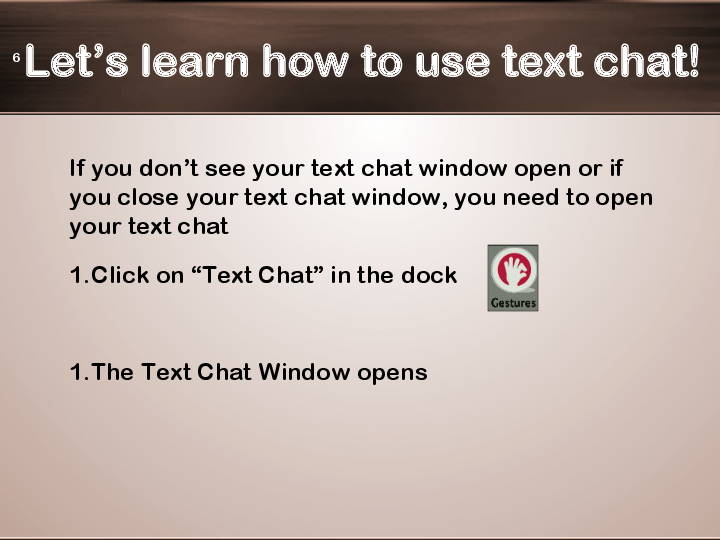 6
Let’s learn how to use text chat!
If you don’t see your text chat window open or if
you close your text chat window, you need to open
your text chat
1.Click on “Text Chat” in the dock
Gestures
1.The Text Chat Window opens